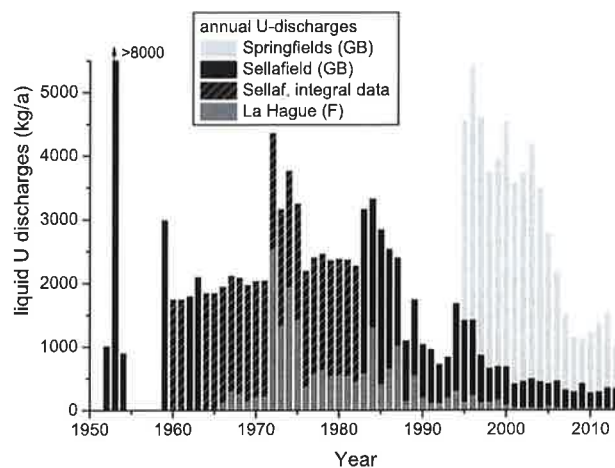 annual U-discharges
Springfields (GB)
Sellafield (GB)
Sellaf, integral data
La Hague (F)
>8000
liquid U discharges (kg/a)
5000
4000
3000
2000
1000
0
1950 1960 1970 1980 1990 2000 2010
Year